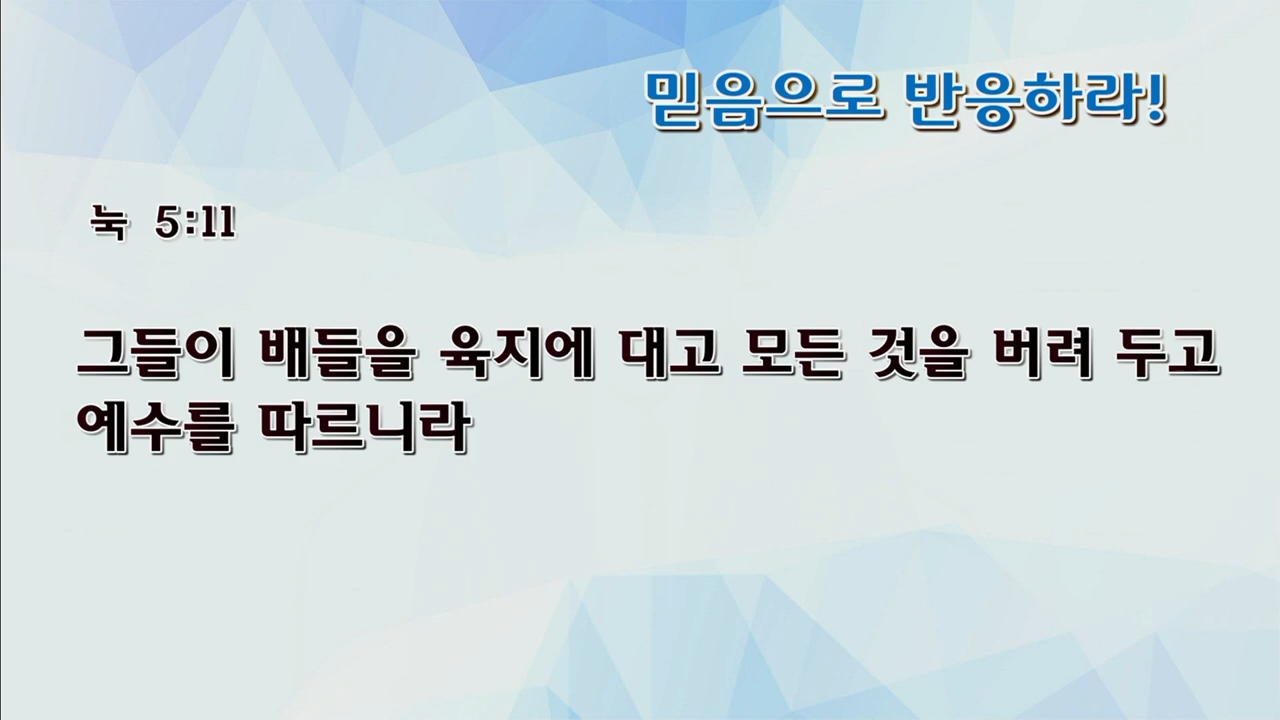 믿음으로 반응하라!
눅 5:11
그들이 배들을 육지에 대고 모든 것을 버려 두고
예수를 따르니라